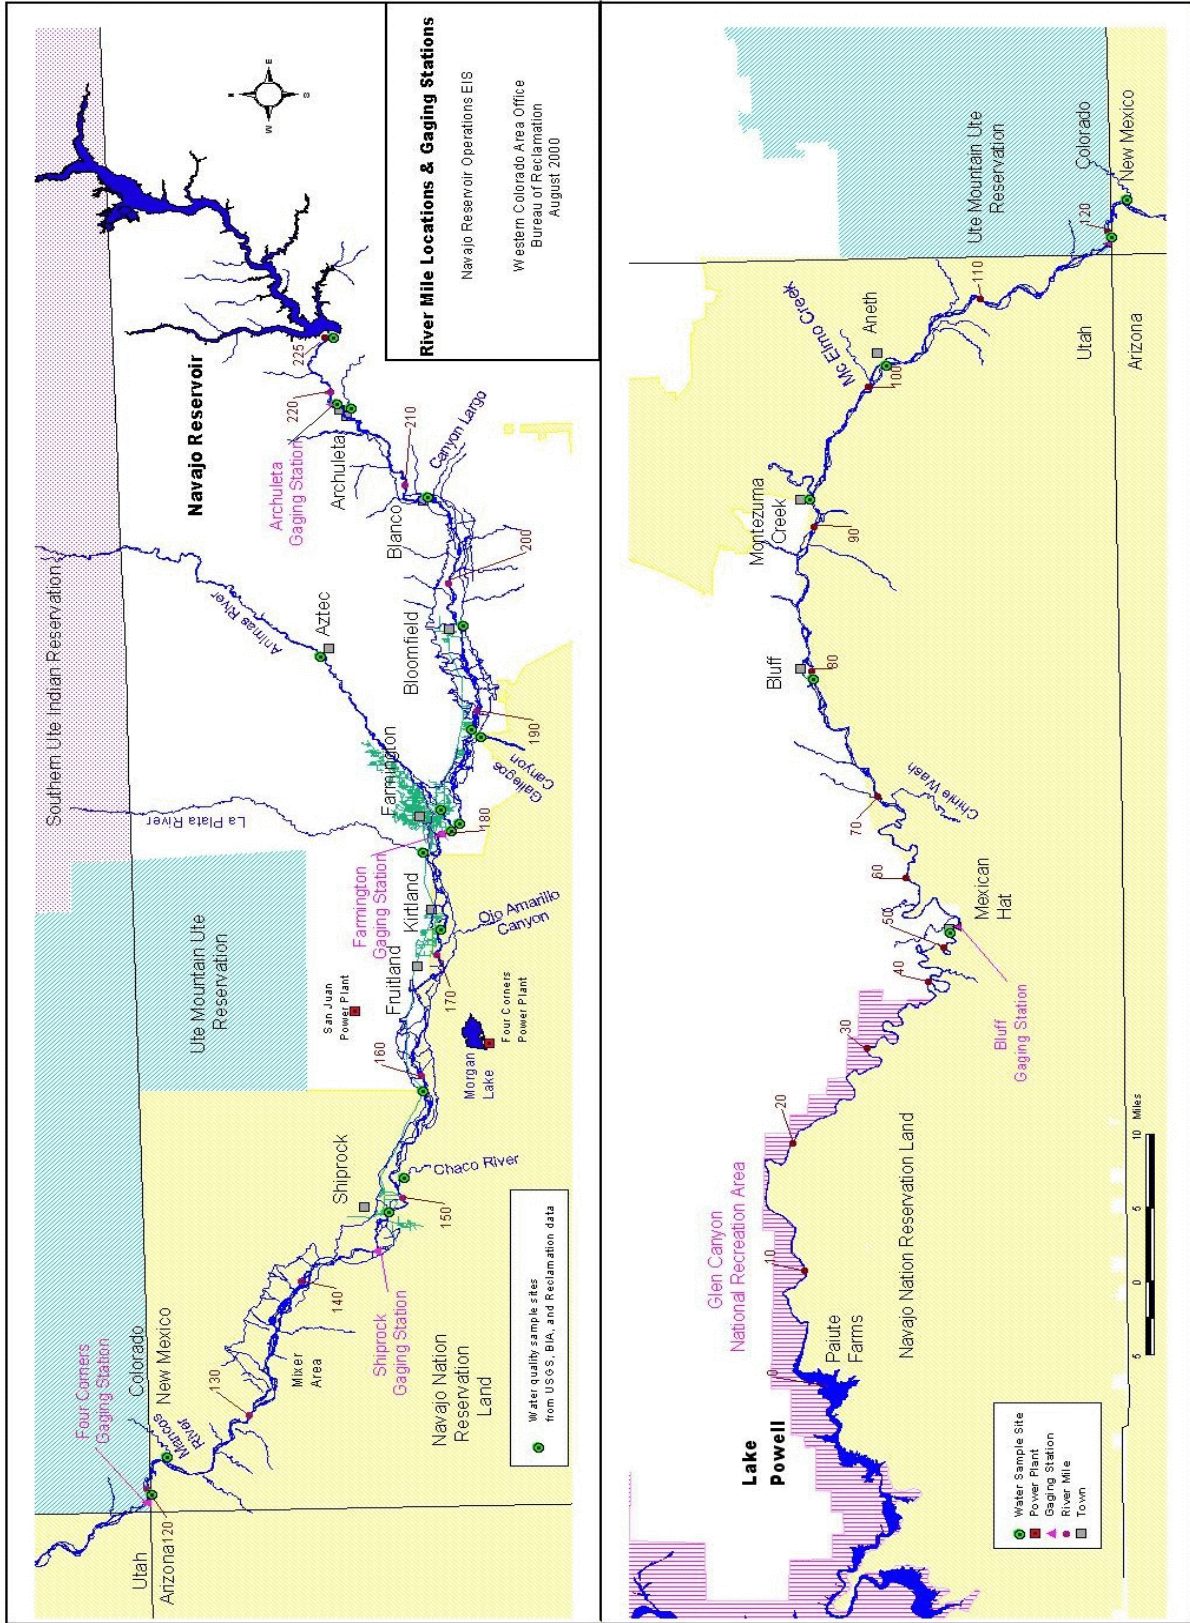 River Mile Locations & Gaging Stations
Navajo Reservoir Operations EIS
Western Colorado Area Office
Bureau of Reclamation
August 2000
N
W
E
S
Southern Ute Indian Reservation
Navajo Reservoir
225
220
Archuleta
Gaging Station
Archuleta
210
Canyon Largo
Blanco
200
Animas River
Aztec
Bloomfield
190
Gallegos
Canyon
Farmington
La Plata River
180
Farmington
Gaging Station
Kirtland
Ojo Amarillo
Canyon
Fruitland
170
Ute Mountain Ute
Reservation
San Juan
Power Plant
Four Corners
Power Plant
Morgan
Lake
160
Shiprock
Chaco River
150
Shiprock
Gaging Station
140
Mixer
Area
130
Navajo Nation
Reservation
Land
Four Corners
Gaging Station
Colorado
New Mexico
Mancos
River
Utah
Arizona
120
Water quality sample sites
from USGS, BIA, and Reclamation data
Ute Mountain Ute
Reservation
Colorado
New Mexico
120
Utah
Arizona
110
Mc Elmo Creek
Aneth
100
Montezuma
Creek
90
Bluff
80
Chinle Wash
70
60
Mexican
Hat
50
40
Bluff
Gaging Station
30
20
Glen Canyon
National Recreation Area
Navajo Nation Reservation Land
10
Paiute
Farms
0
Lake
Powell
5 0 5 10 Miles
Water Sample Site
Power Plant
Gaging Station
River Mile
Town